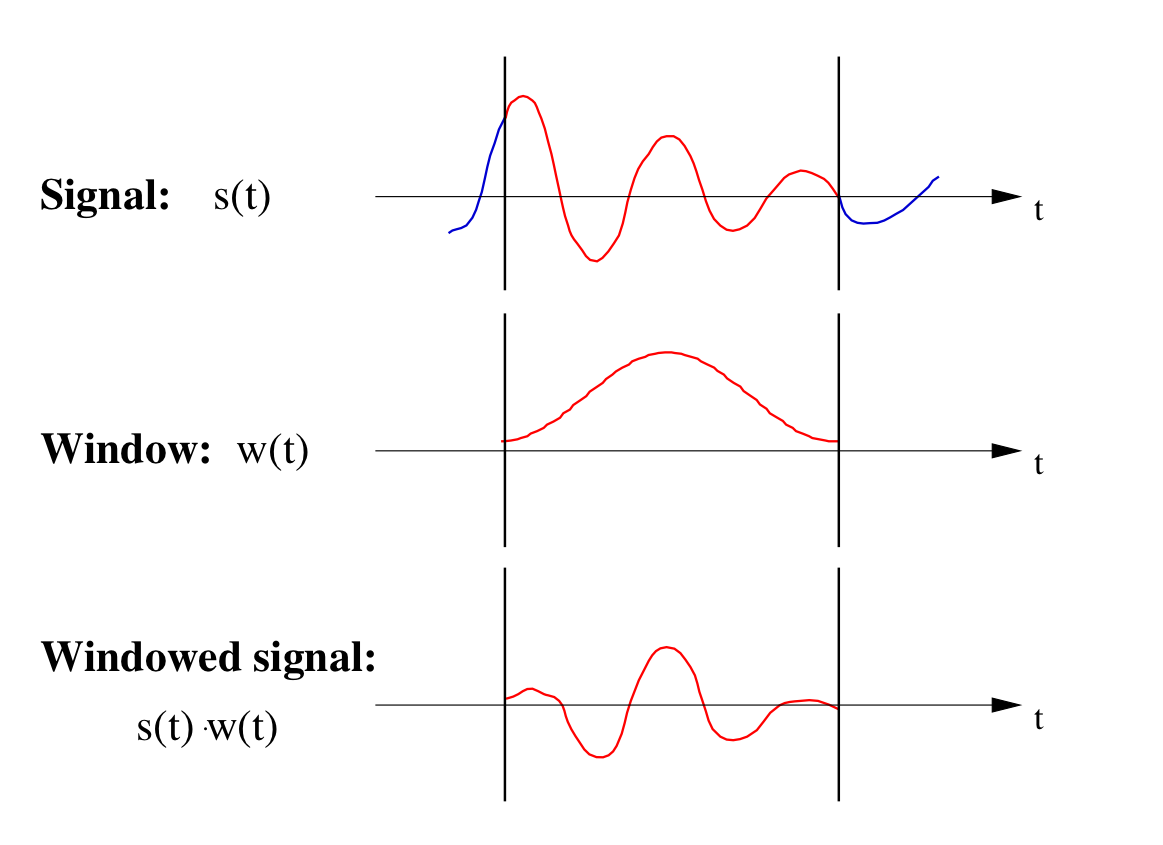 Signal: s(t)
t
Window: w(t)
t
Windowed signal:
s(t) ·w(t)
t